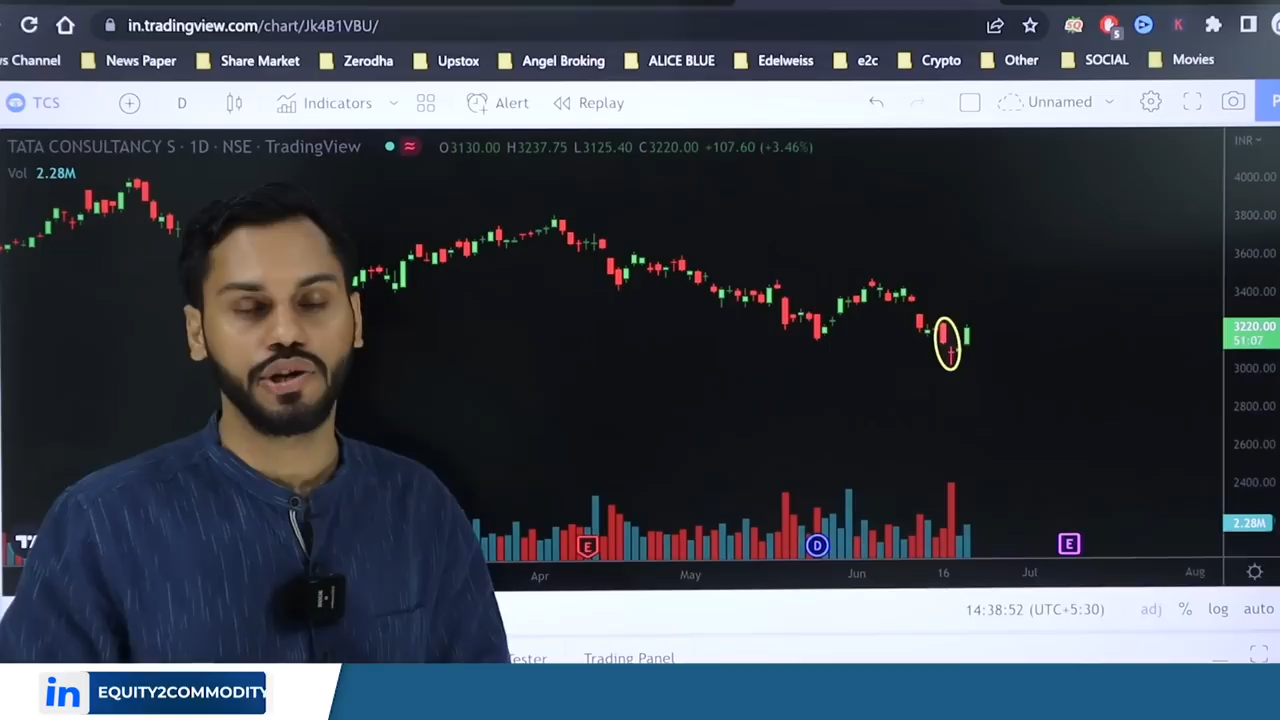 in.tradingview.com/chart/Jk4B1VBU/
SQ 5 K
vs Channel News Paper Share Market Zerodha Upstox Angel Broking ALICE BLUE Edelweiss e2c Crypto Other SOCIAL Movies
TCS D Indicators Alert Replay Unnamed P
TATA CONSULTANCY S · 1D · NSE · TradingView O3130.00 H3237.75 L3125.40 C3220.00 +107.60 (+3.46%) INR
Vol 2.28M
4000.00
3800.00
3600.00
3400.00
3220.00
51:07
3000.00
2800.00
2600.00
2400.00
2.28M
E D E
Apr May Jun 16 Jul Aug
14:38:52 (UTC+5:30) adj % log auto
Tester Trading Panel
in EQUITY2COMMODITY